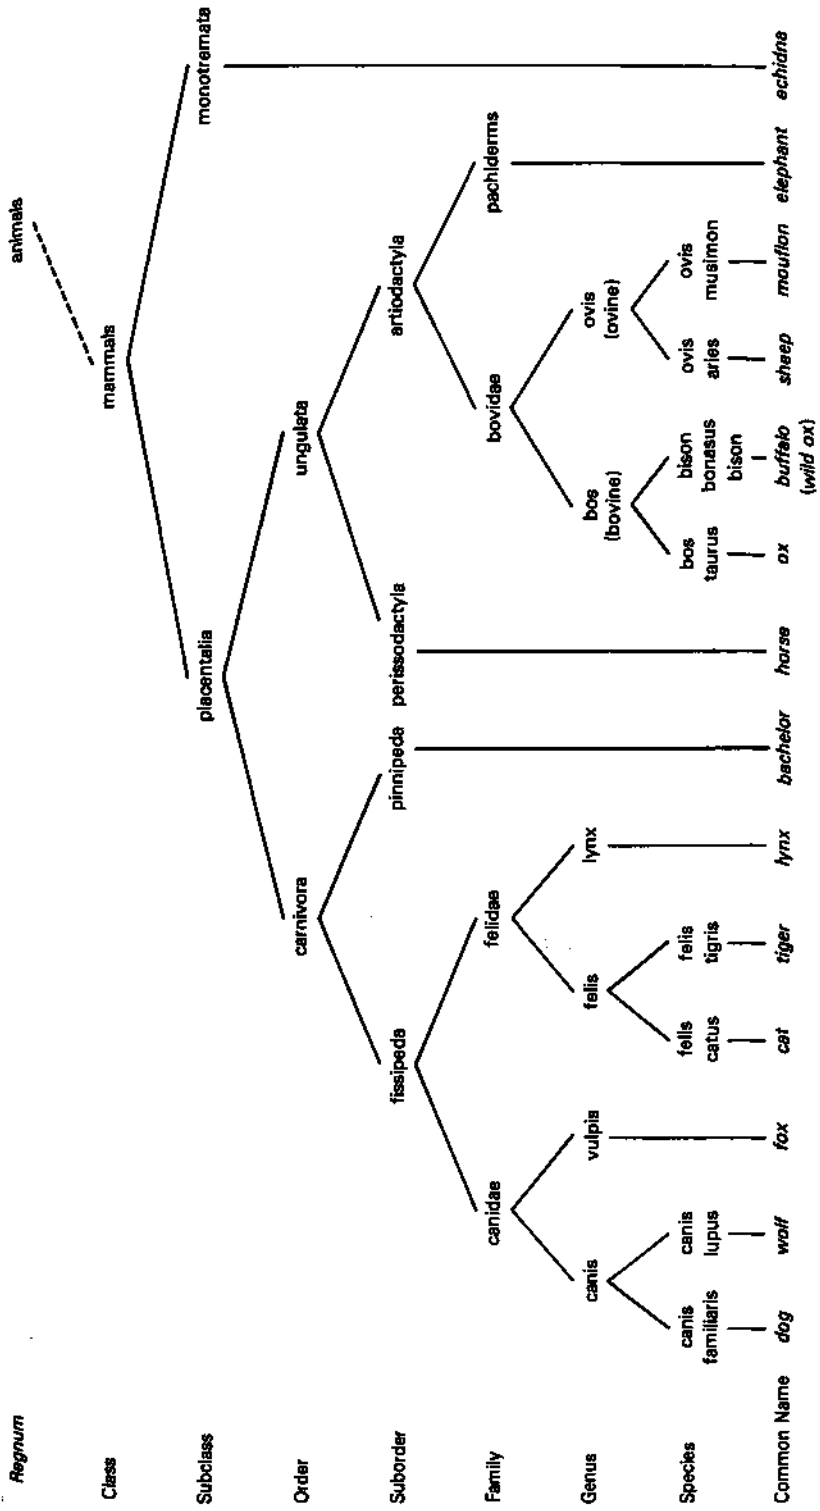 Regnum
animals
Class
mammals
Subclass
placentalia
monotremata
Order
carnivora
ungulata
Suborder
fissipeda
pinnipeda
perissodactyla
artiodactyla
Family
canidae
felidae
bovidae
pachiderms
Genus
canis
vulpis
felis
lynx
bos
(bovine)
ovis
(ovine)
Species
canis
familiaris
canis
lupus
felis
catus
felis
tigris
bos
taurus
bison
bonasus
bison
ovis
aries
ovis
musimon
Common Name
dog
wolf
fox
cat
tiger
lynx
bachelor
horse
ox
buffalo
(wild ox)
sheep
mouflon
elephant
echidna